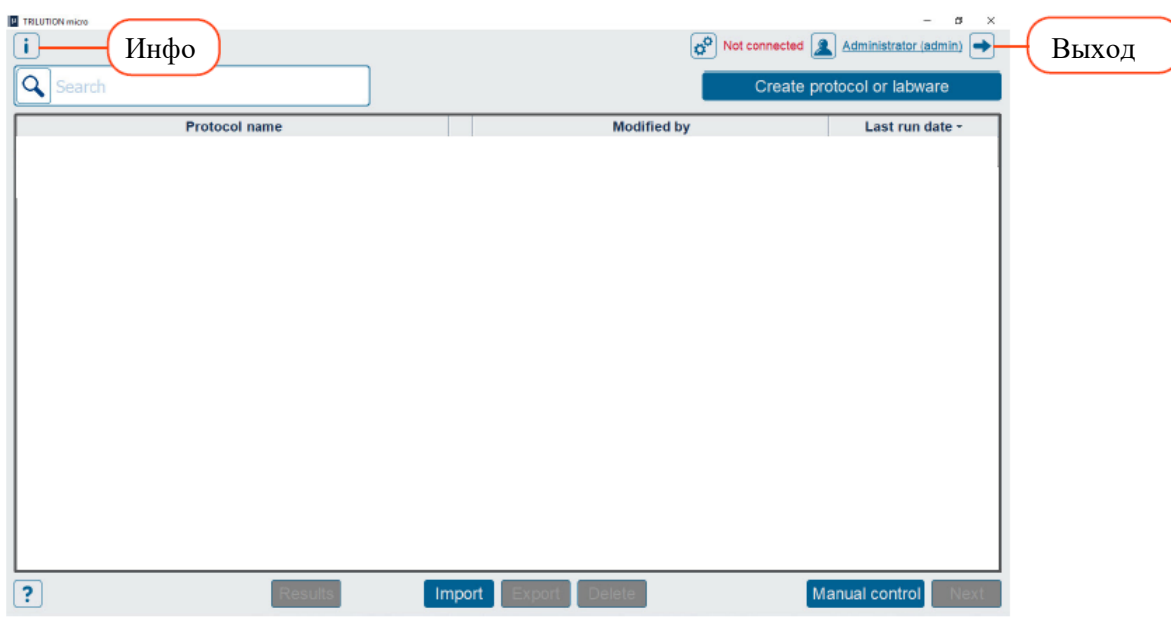 TRILUTION micro
i
Инфо
Not connected
Administrator (admin)
Выход
Search
Create protocol or labware
Protocol name
Modified by
Last run date
?
Results
Import
Export
Delete
Manual control
Next